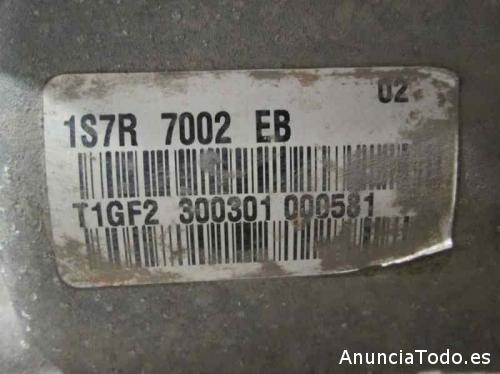 02
1S7R 7002 EB
T1GF2 300301 000581
AnunciaTodo.es